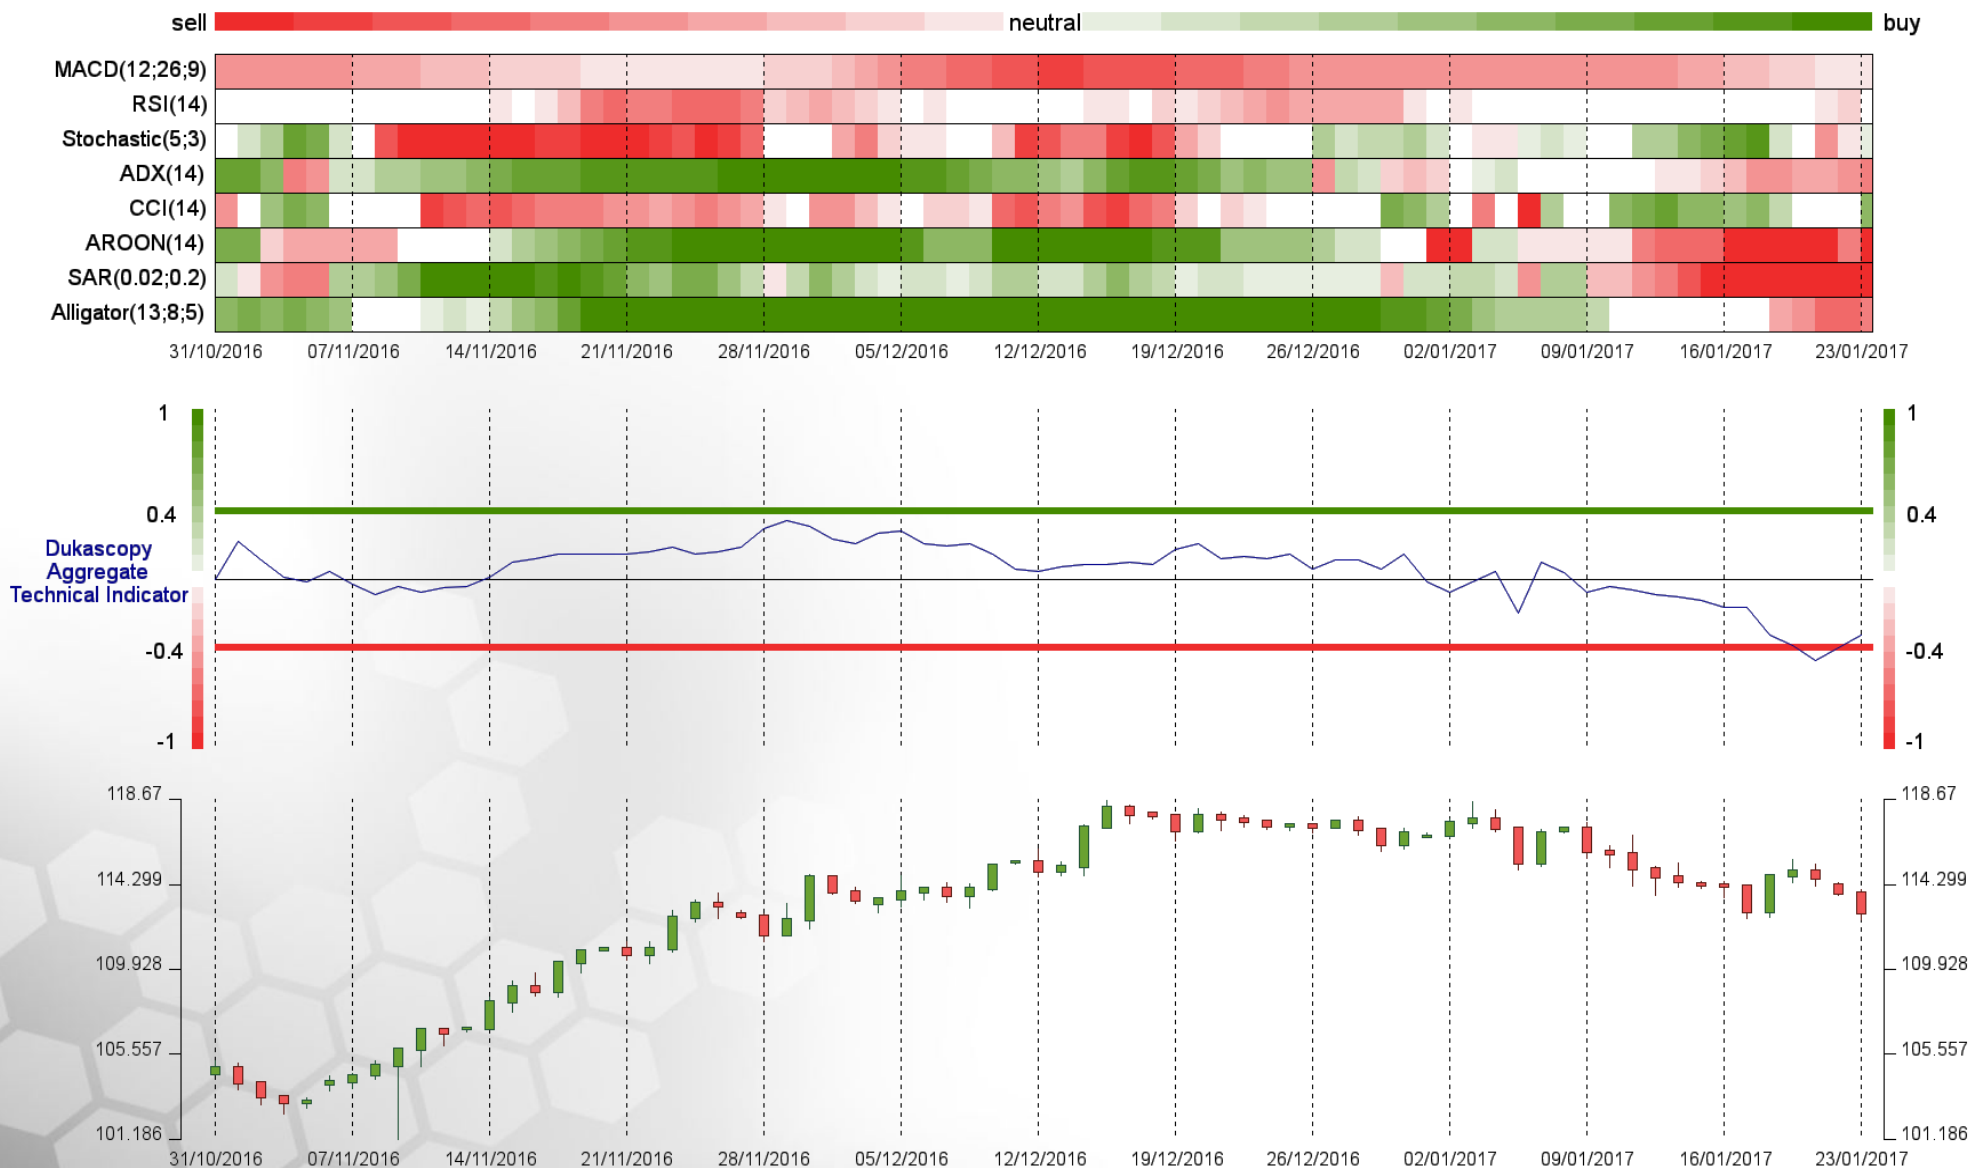 sell neutral buy
MACD(12;26;9)
RSI(14)
Stochastic(5;3)
ADX(14)
CCI(14)
AROON(14)
SAR(0.02;0.2)
Alligator(13;8;5)
31/10/2016 07/11/2016 14/11/2016 21/11/2016 28/11/2016 05/12/2016 12/12/2016 19/12/2016 26/12/2016 02/01/2017 09/01/2017 16/01/2017 23/01/2017
1 1
0.4 0.4
Dukascopy
Aggregate
Technical Indicator
-0.4 -0.4
-1 -1
118.67 118.67
114.299 114.299
109.928 109.928
105.557 105.557
101.186 101.186
31/10/2016 07/11/2016 14/11/2016 21/11/2016 28/11/2016 05/12/2016 12/12/2016 19/12/2016 26/12/2016 02/01/2017 09/01/2017 16/01/2017 23/01/2017